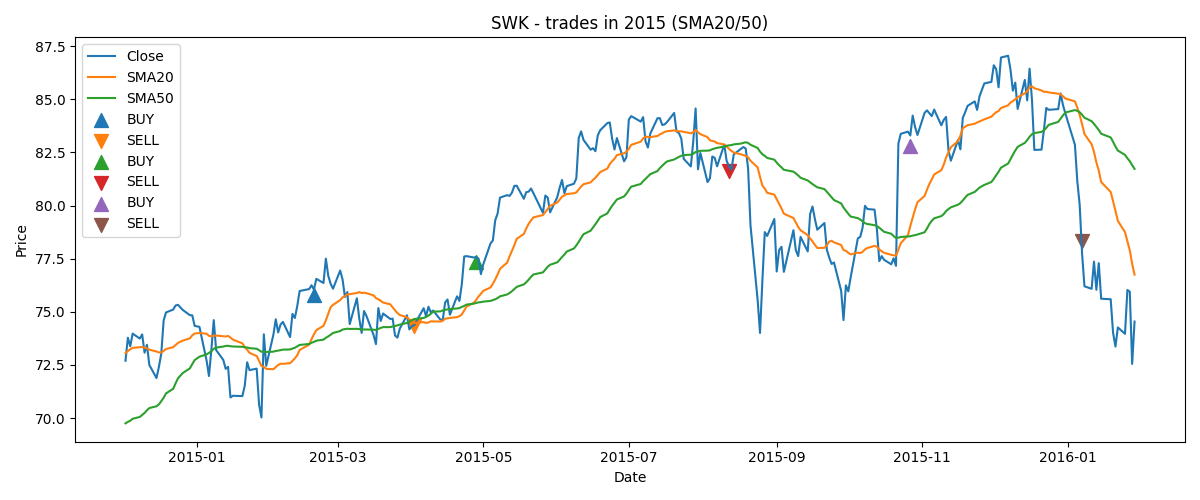 SWK - trades in 2015 (SMA20/50)
87.5
85.0
82.5
80.0
77.5
75.0
72.5
70.0
Price
Close
SMA20
SMA50
BUY
SELL
BUY
SELL
BUY
SELL
2015-01
2015-03
2015-05
2015-07
2015-09
2015-11
2016-01
Date